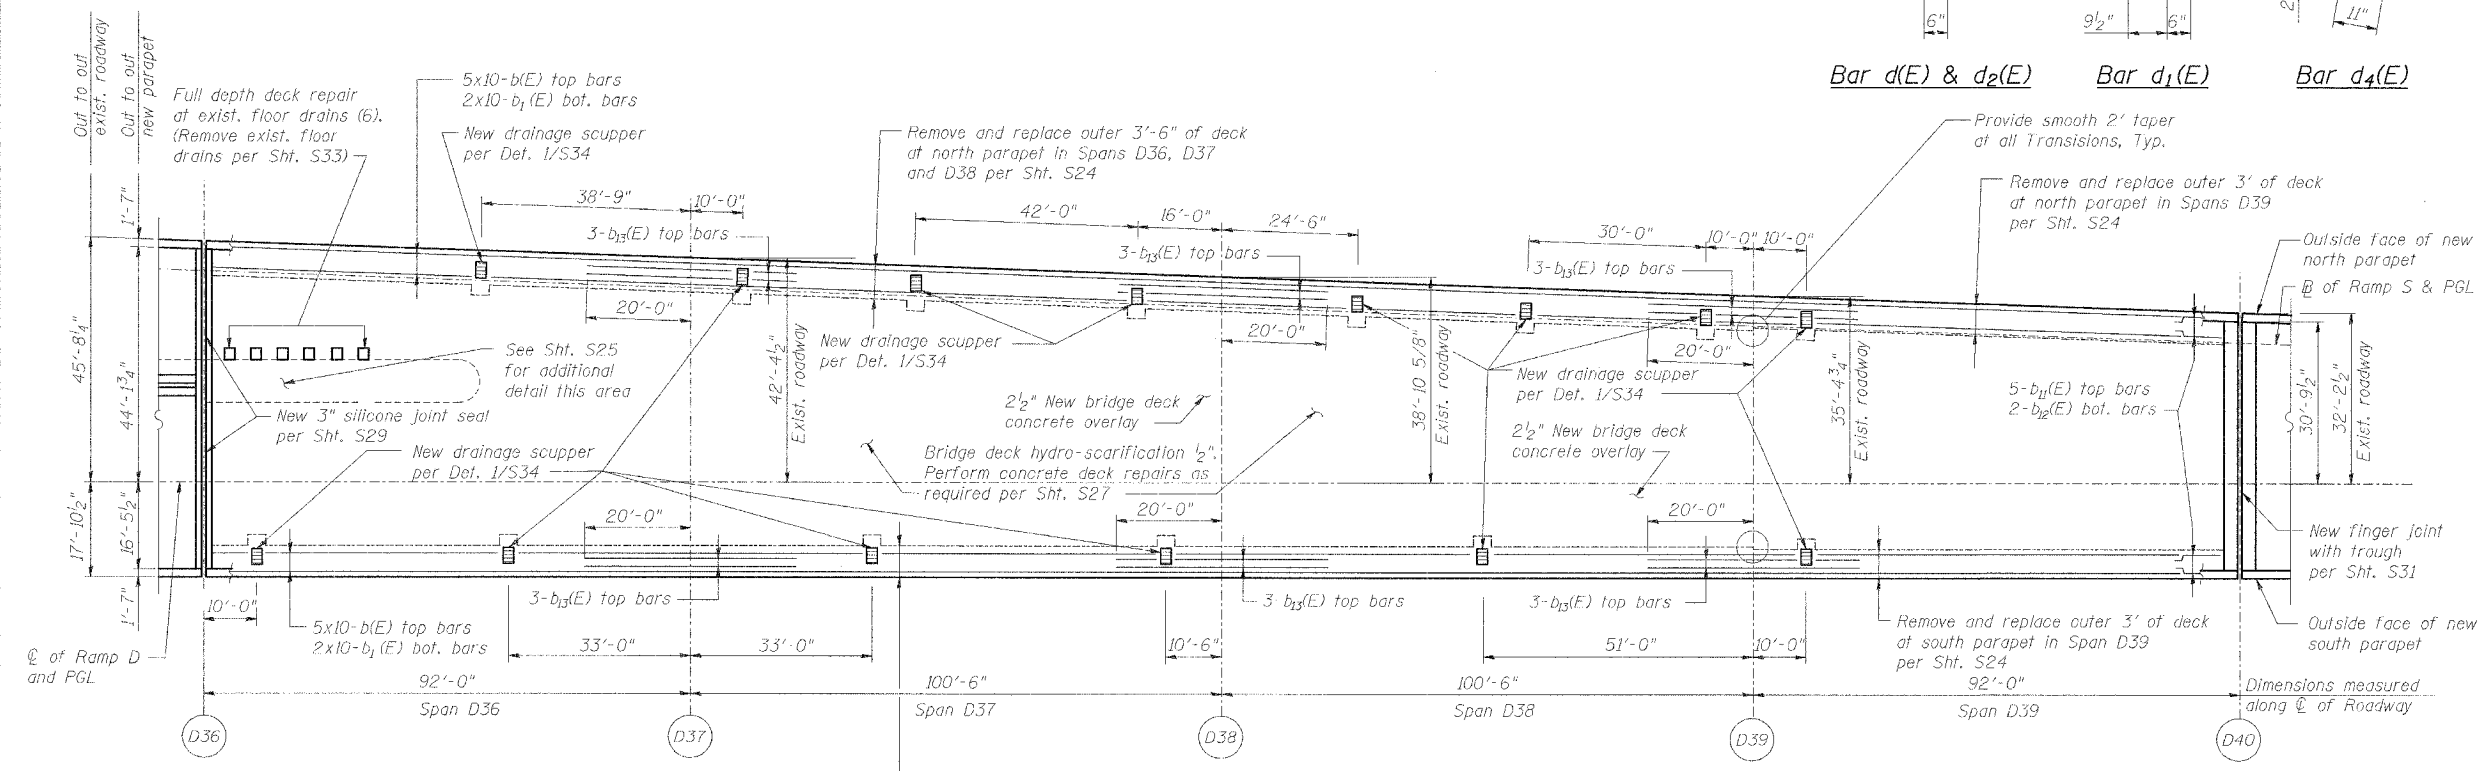 6"
9½"
6"
2
11"
Bar d(E) & d2(E)
Bar d1(E)
Bar d4(E)
Out to out
exist. roadway
Out to out
new parapet
Full depth deck repair
at exist. floor drains (6).
(Remove exist. floor
drains per Sht. S33)
5x10-b(E) top bars
2x10-b1(E) bot. bars
New drainage scupper
per Det. 1/S34
Remove and replace outer 3'-6" of deck
at north parapet in Spans D36, D37
and D38 per Sht. S24
Provide smooth 2' taper
at all Transisions, Typ.
Remove and replace outer 3' of deck
at north parapet in Spans D39
per Sht. S24
Outside face of new
north parapet
℄ of Ramp S & PGL
1'-7"
38'-9"
10'-0"
42'-0"
16'-0"
24'-6"
30'-0"
10'-0"
10'-0"
3-b13(E) top bars
3-b13(E) top bars
3-b13(E) top bars
20'-0"
20'-0"
20'-0"
45'-8¼"
44'-1¾"
See Sht. S25
for additional
detail this area
New drainage scupper
per Det. 1/S34
42'-4½"
Exist. roadway
38'-10 5/8"
Exist. roadway
35'-4¾"
Exist. roadway
30'-9½"
32'-2½"
Exist. roadway
New drainage scupper
per Det. 1/S34
5-b11(E) top bars
2-b12(E) bot. bars
New 3" silicone joint seal
per Sht. S29
New drainage scupper
per Det. 1/S34
2½" New bridge deck
concrete overlay
Bridge deck hydro-scarification ½".
Perform concrete deck repairs as
required per Sht. S27
2½" New bridge deck
concrete overlay
17'-10½"
16'-5½"
1'-7"
20'-0"
20'-0"
20'-0"
New finger joint
with trough
per Sht. S31
10'-0"
3-b13(E) top bars
3-b13(E) top bars
3-b13(E) top bars
5x10-b(E) top bars
2x10-b1(E) bot. bars
33'-0"
33'-0"
10'-6"
51'-0"
10'-0"
Remove and replace outer 3' of deck
at south parapet in Span D39
per Sht. S24
Outside face of new
south parapet
℄ of Ramp D
and PGL
92'-0"
100'-6"
100'-6"
92'-0"
Span D36
Span D37
Span D38
Span D39
Dimensions measured
along ℄ of Roadway
D36
D37
D38
D39
D40